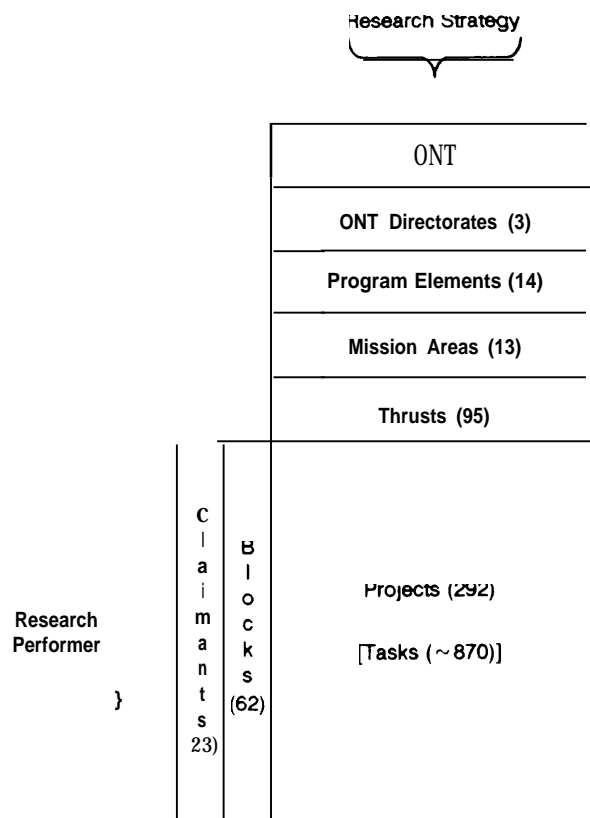 Research Strategy
ONT
ONT Directorates (3)
Program Elements (14)
Mission Areas (13)
Thrusts (95)
Claimants
23)
Blocks
(62)
Projects (292)
[Tasks (~870)]
Research
Performer
}